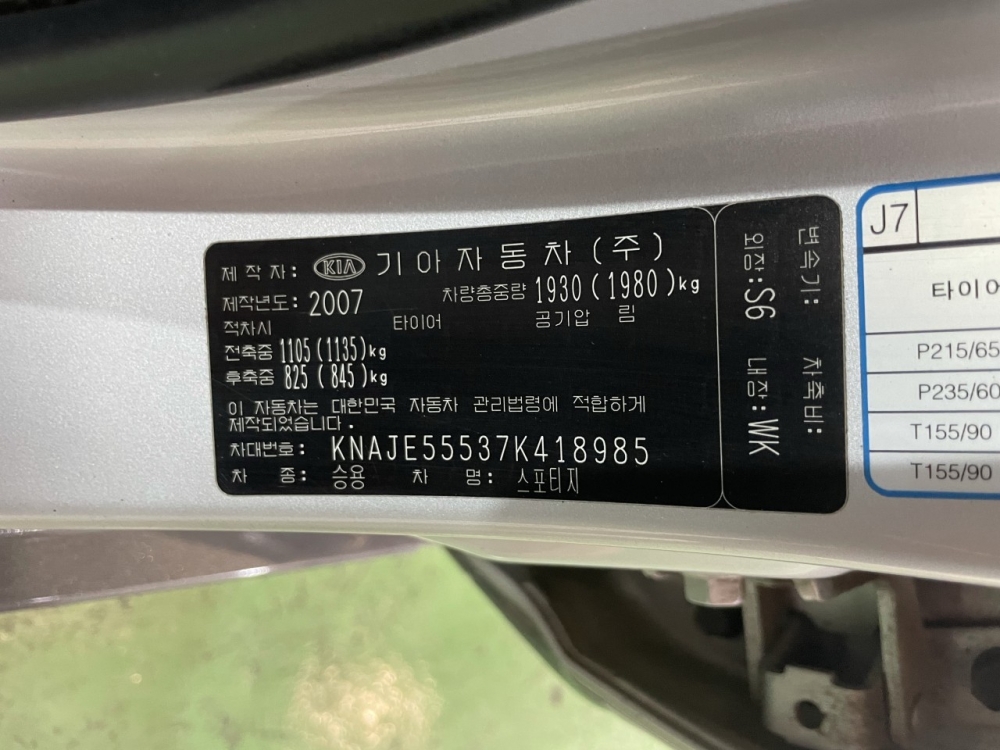 제 작 자: KIA 기 아 자 동 차 ( 주 )
제작년도: 2007 차량총중량 1930 ( 1980 ) kg
적차시 타이어 공기압 림
전축중 1105 ( 1135 ) kg
후축중 825 ( 845 ) kg
이 자동차는 대한민국 자동차 관리법령에 적합하게
제작되었습니다.
차대번호: KNAJE55537K418985
차 종: 승용 차 명: 스포티지
변속기: 차축비:
외장:S6 내장:WK
J7
타이어
P215/65
P235/60
T155/90
T155/90